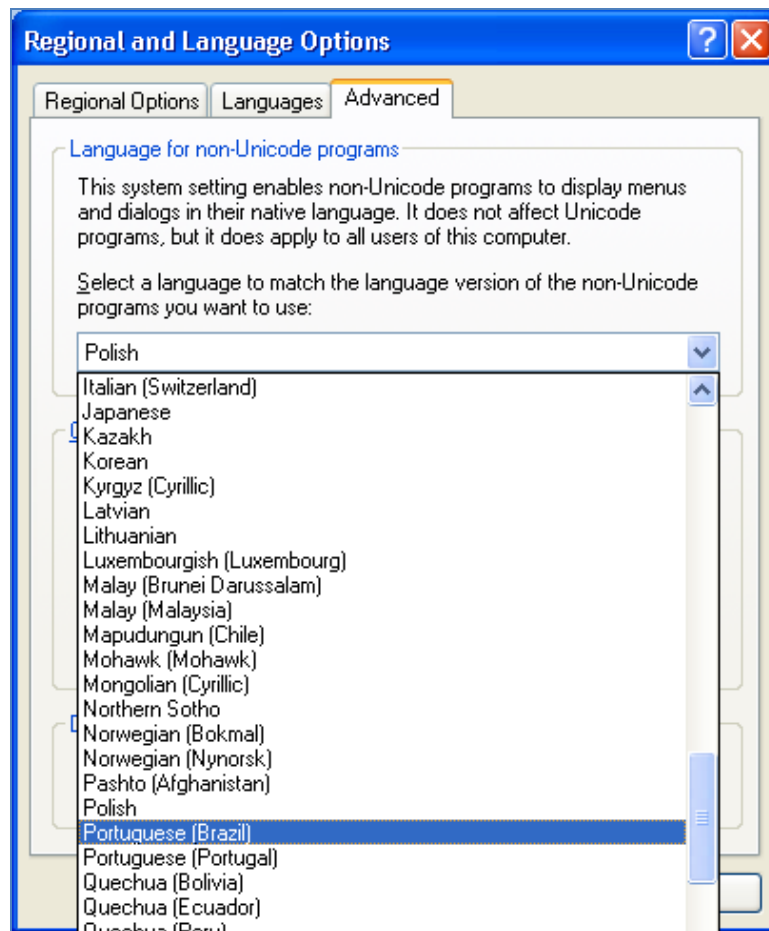 Regional and Language Options
Regional Options Languages Advanced
Language for non-Unicode programs
This system setting enables non-Unicode programs to display menus
and dialogs in their native language. It does not affect Unicode
programs, but it does apply to all users of this computer.
Select a language to match the language version of the non-Unicode
programs you want to use:
Polish
Italian (Switzerland)
Japanese
Kazakh
Korean
Kyrgyz (Cyrillic)
Latvian
Lithuanian
Luxembourgish (Luxembourg)
Malay (Brunei Darussalam)
Malay (Malaysia)
Mapudungun (Chile)
Mohawk (Mohawk)
Mongolian (Cyrillic)
Northern Sotho
Norwegian (Bokmal)
Norwegian (Nynorsk)
Pashto (Afghanistan)
Polish
Portuguese (Brazil)
Portuguese (Portugal)
Quechua (Bolivia)
Quechua (Ecuador)
Quechua (Peru)